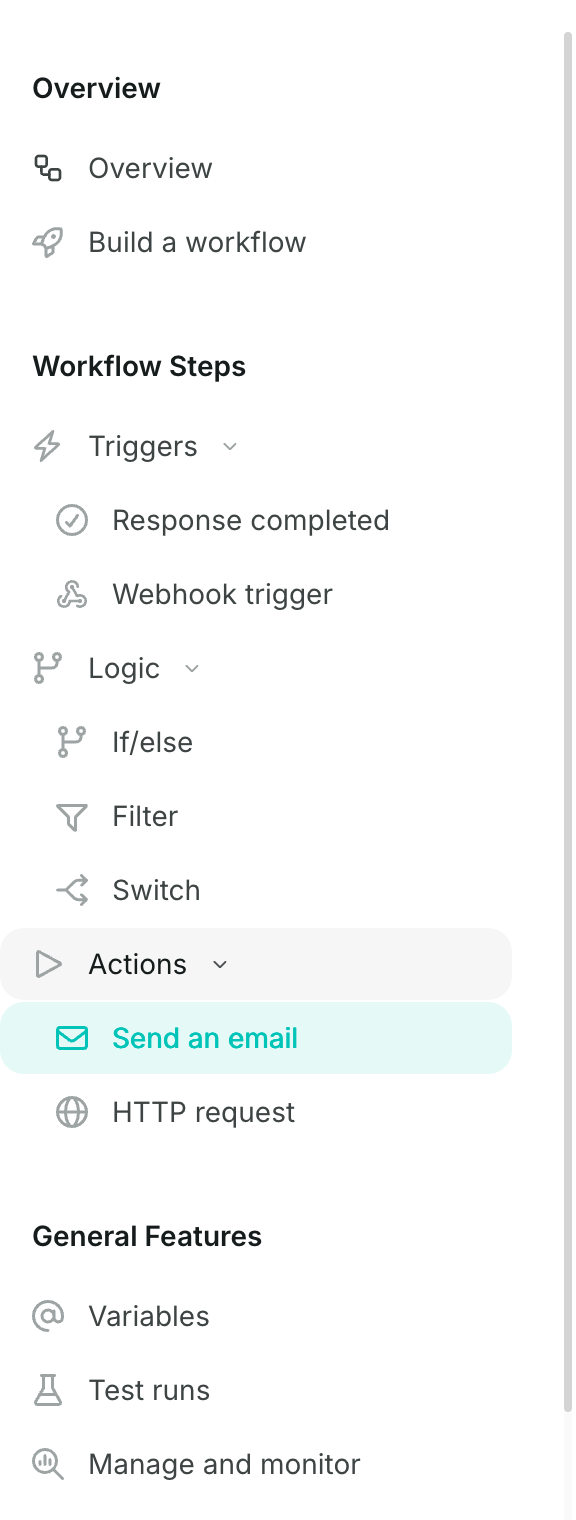 Overview
Overview
Build a workflow
Workflow Steps
Triggers
Response completed
Webhook trigger
Logic
If/else
Filter
Switch
Actions
Send an email
HTTP request
General Features
Variables
Test runs
Manage and monitor